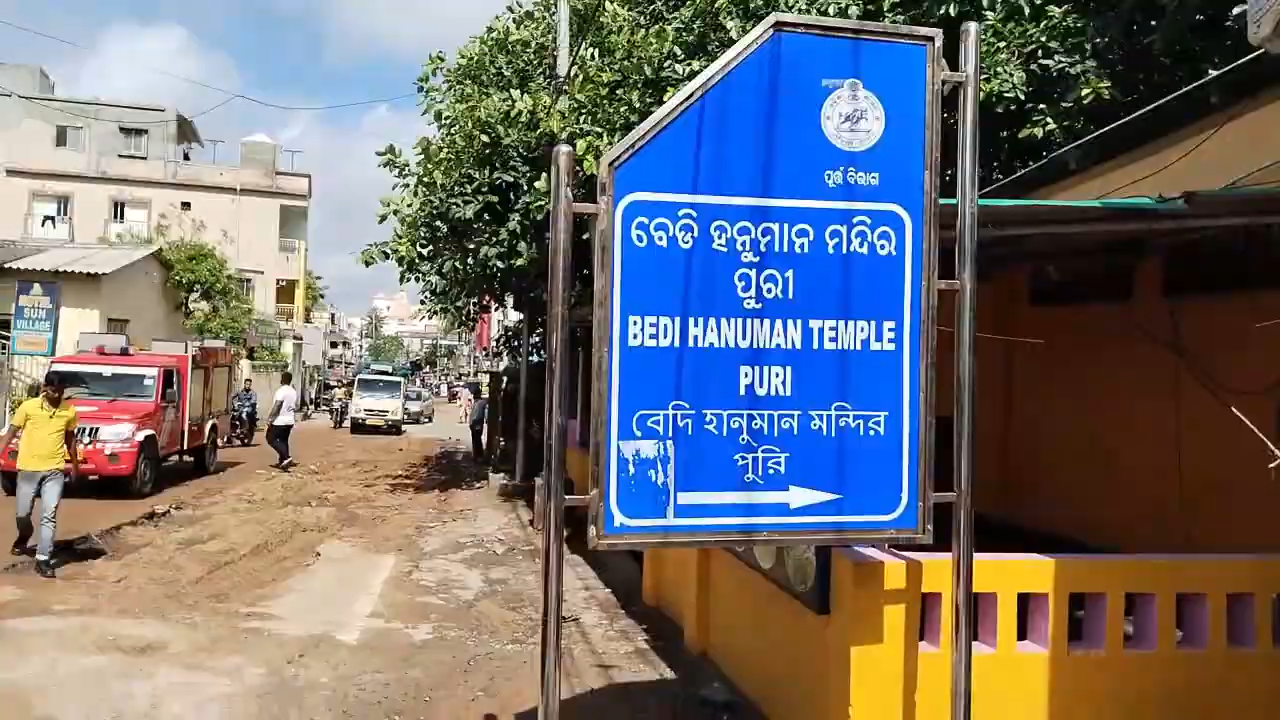 ପୂର୍ତ୍ତ ବିଭାଗ
ବେଡି ହନୁମାନ ମନ୍ଦିର
ପୁରୀ
BEDI HANUMAN TEMPLE
PURI
বেদি হানুমান মন্দির
পুরি
SUN
VILLAGE